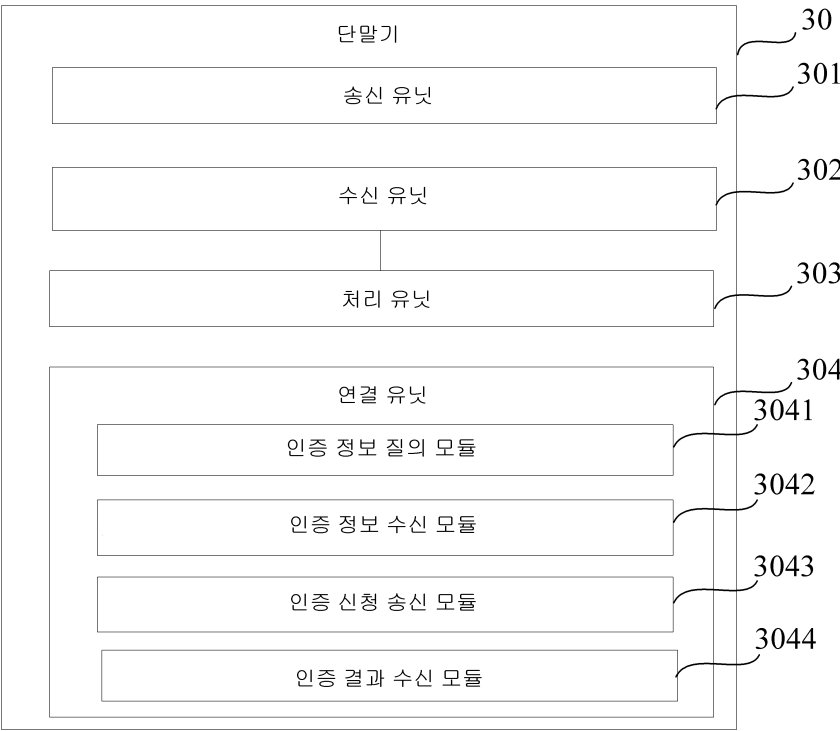 단말기
30
송신 유닛
301
수신 유닛
302
처리 유닛
303
연결 유닛
304
인증 정보 질의 모듈
3041
인증 정보 수신 모듈
3042
인증 신청 송신 모듈
3043
인증 결과 수신 모듈
3044